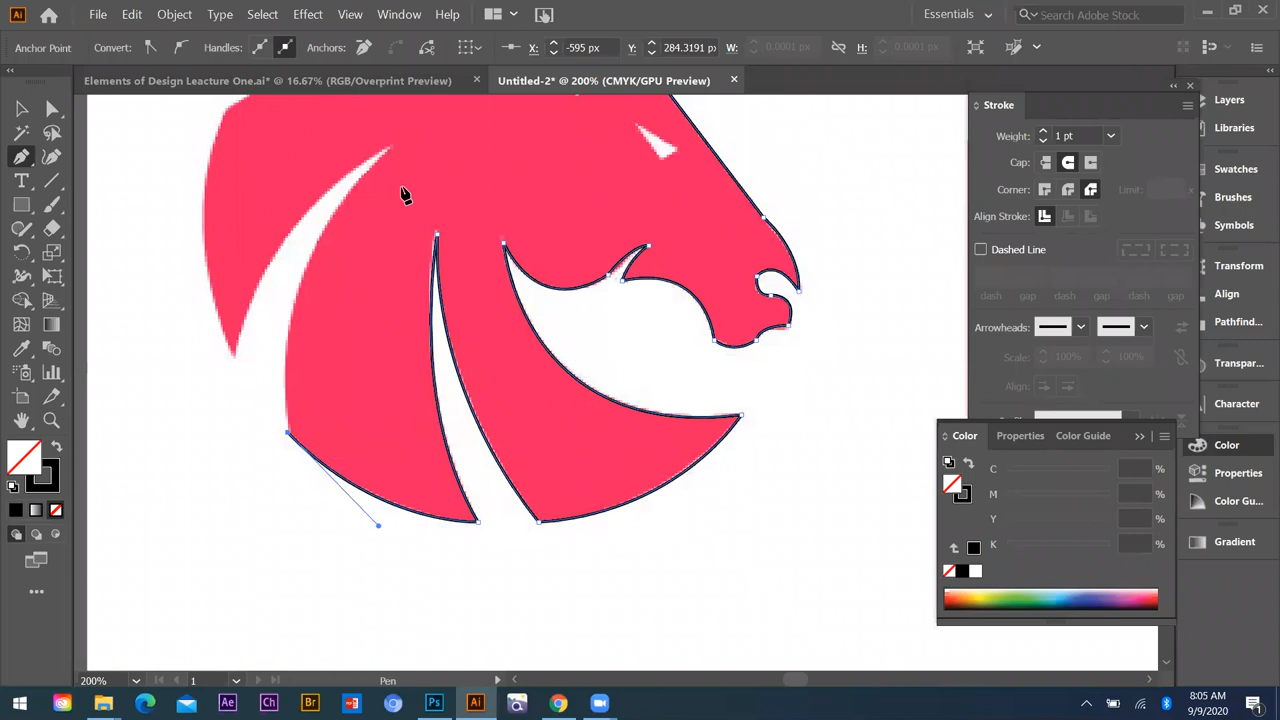 Ai File Edit Object Type Select Effect View Window Help Essentials Search Adobe Stock
Anchor Point Convert: Handles: Anchors: X: -595 px Y: 284.3191 p W: 0.0001 px H: 0.0001 px
Elements of Design Leacture One.ai* @ 16.67% (RGB/Overprint Preview) Untitled-2* @ 200% (CMYK/GPU Preview)
Stroke
Weight: 1 pt
Cap:
Corner: Limit: x
Align Stroke:
Dashed Line
dash gap dash gap dash gap
Arrowheads:
Scale: 100% 100%
Align:
Layers
Libraries
Swatches
Brushes
Symbols
Transform
Align
Pathfind...
Transpar...
Character
Color
Properties
Color Gu...
Gradient
Color Properties Color Guide
C %
M %
Y %
K %
200% 1 Pen
Ae Ch Br Ps Ai
8:05 AM
9/9/2020